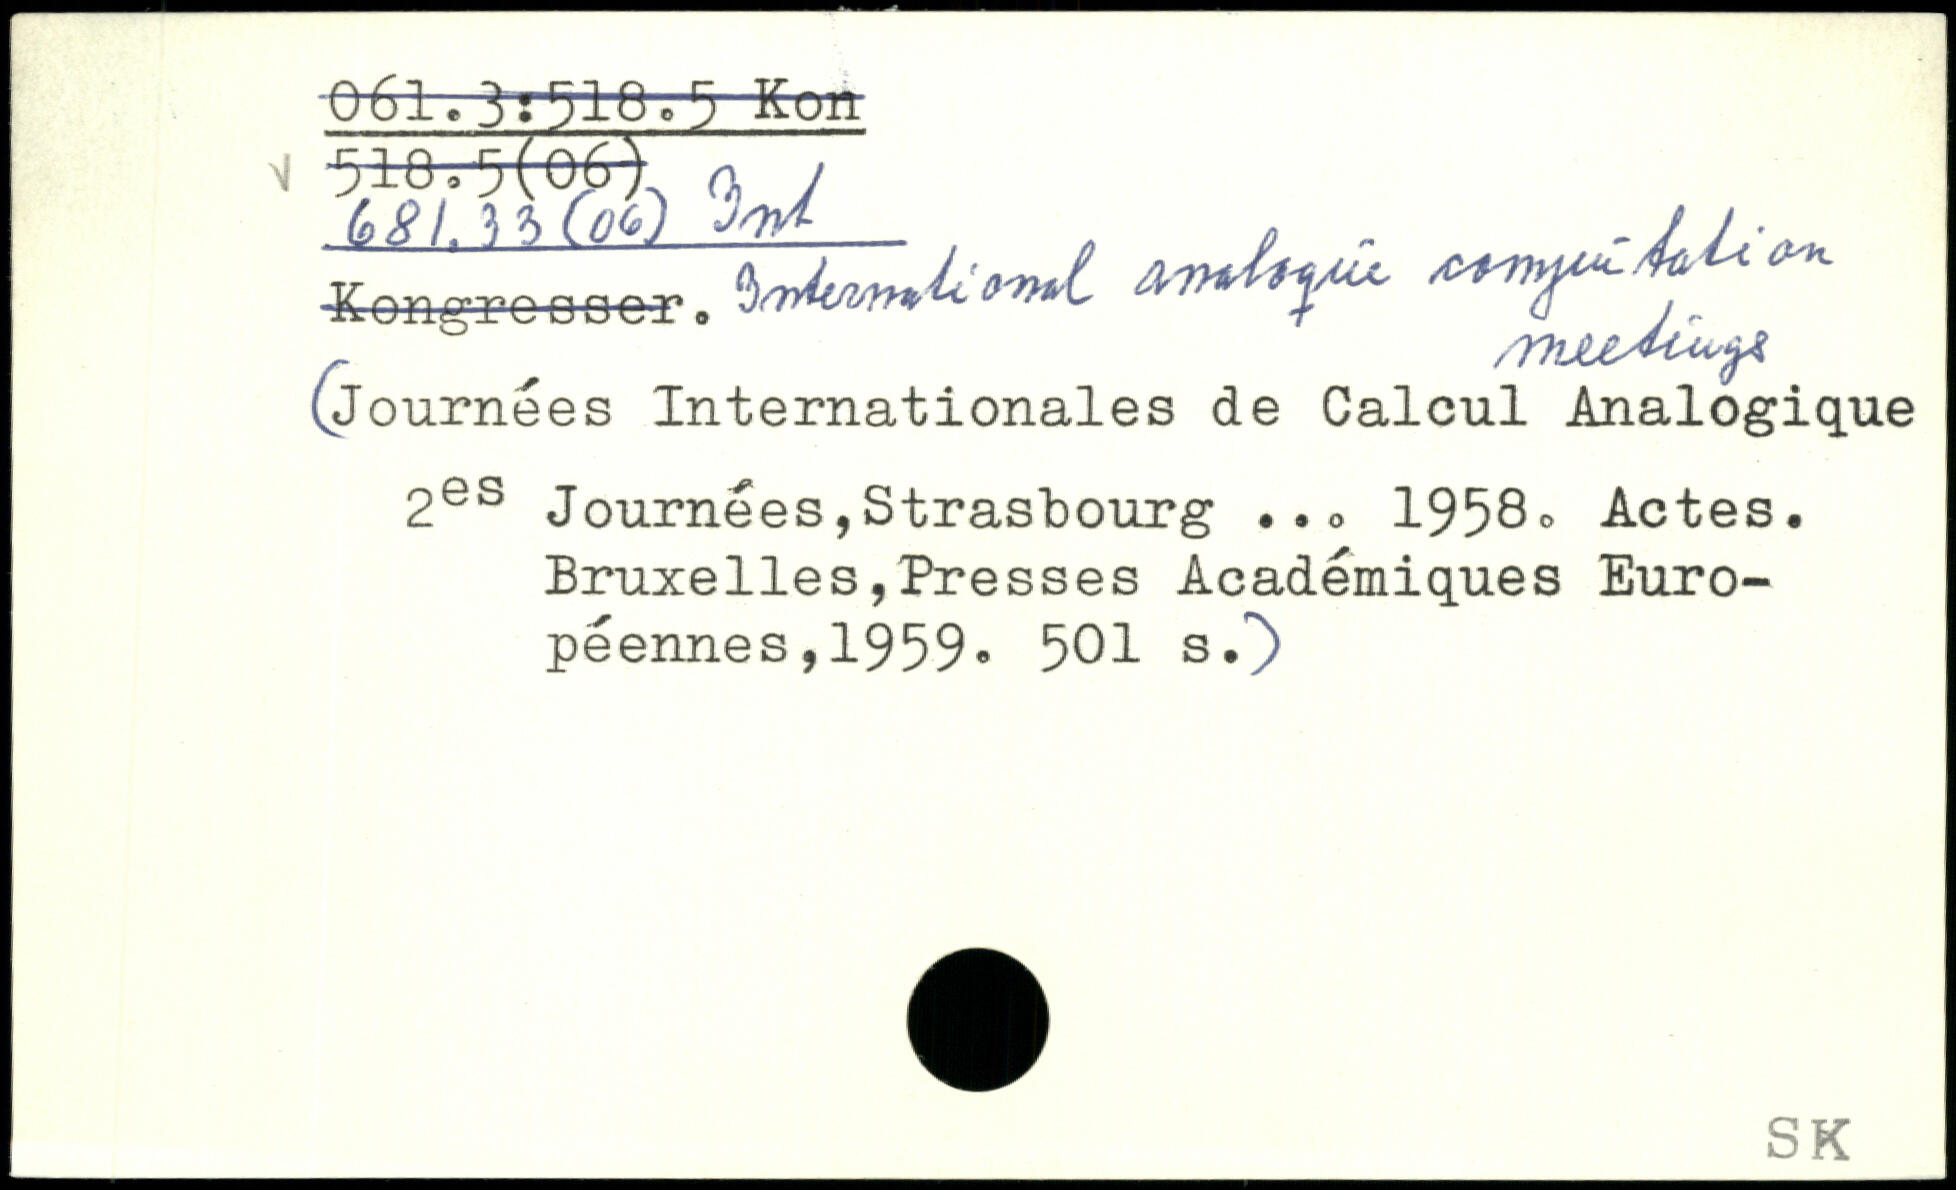 061.3:518.5 Kon
√ 518.5(06)
681.33(06) Int
Kongresser. International analogue computation
meetings
(Journées Internationales de Calcul Analogique
2es Journées,Strasbourg ... 1958. Actes.
Bruxelles,Presses Académiques Euro-
péennes,1959. 501 s.)
SK